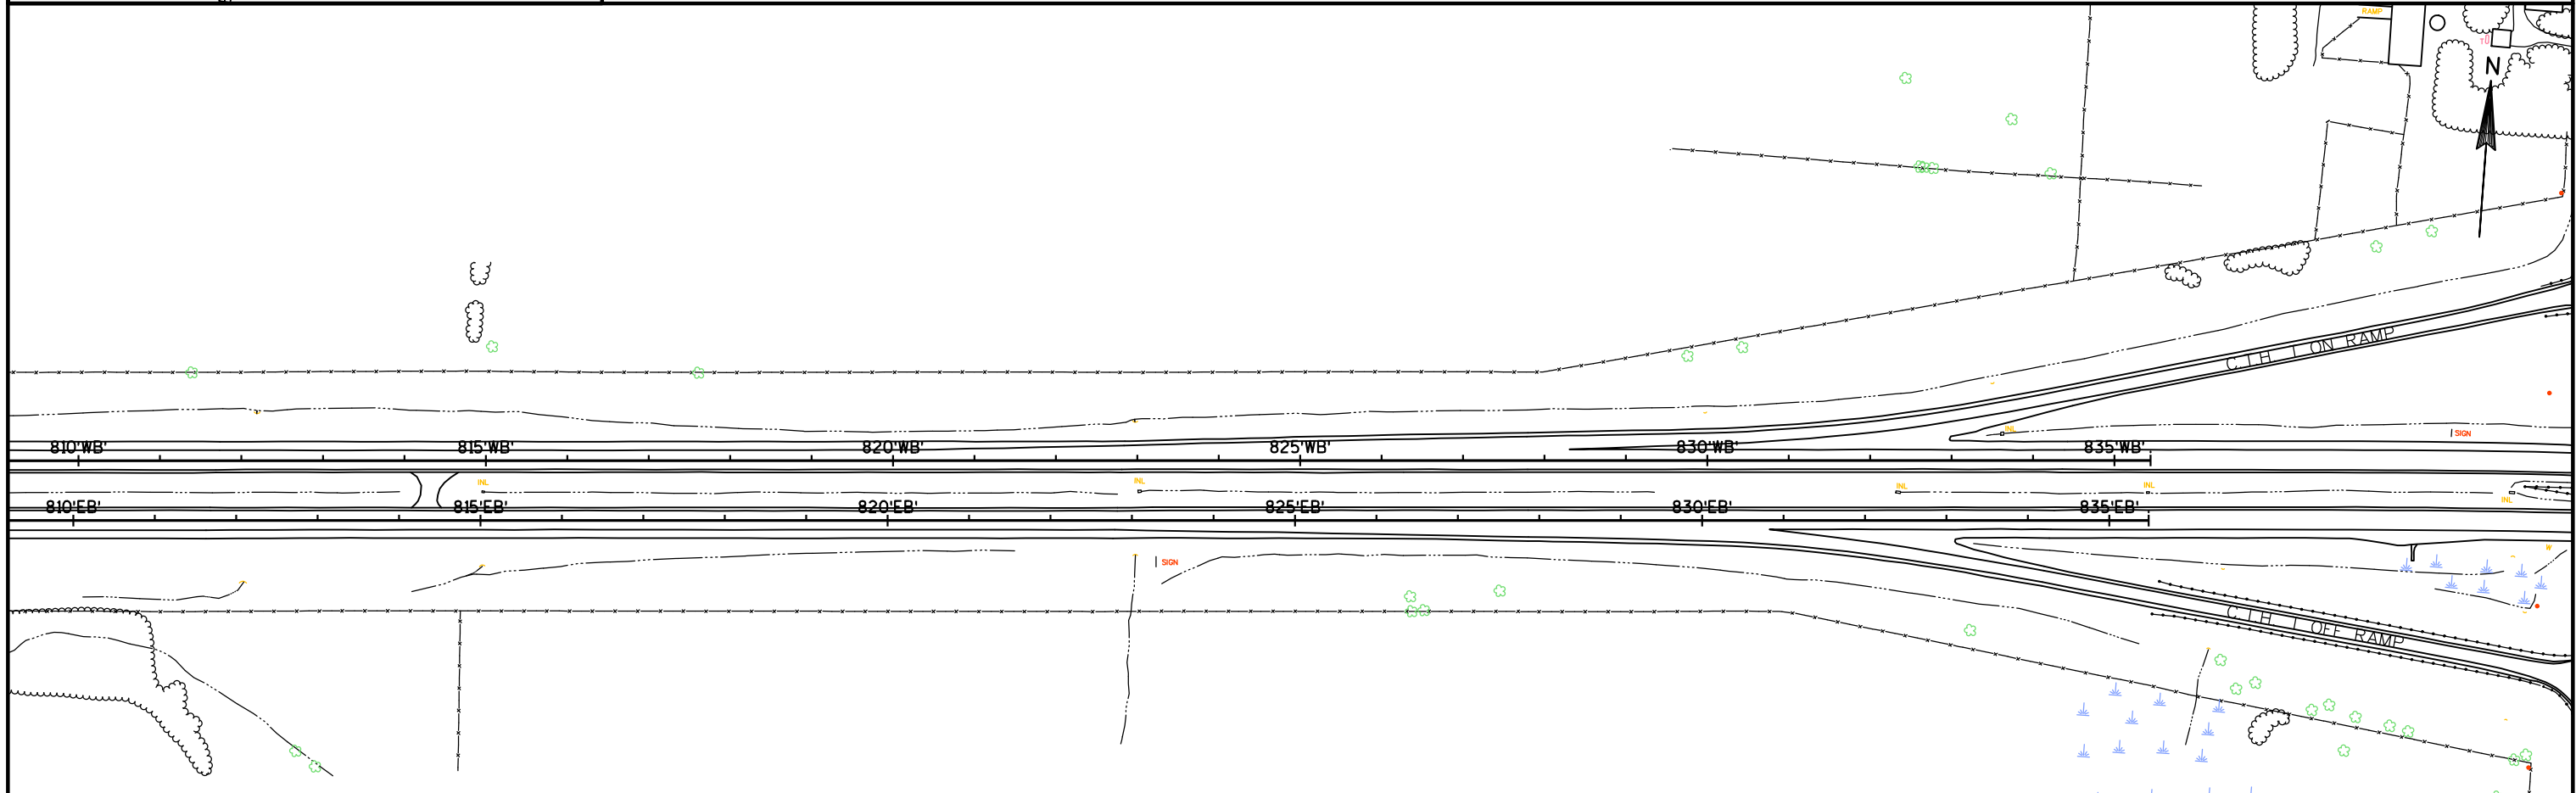 RAMP
T
N
C T H I ON RAMP
INL
SIGN
810'WB' 815'WB' 820'WB' 825'WB' 830'WB' 835'WB'
INL INL INL INL INL
810'EB' 815'EB' 820'EB' 825'EB' 830'EB' 835'EB'
SIGN
W
C T H I OFF RAMP